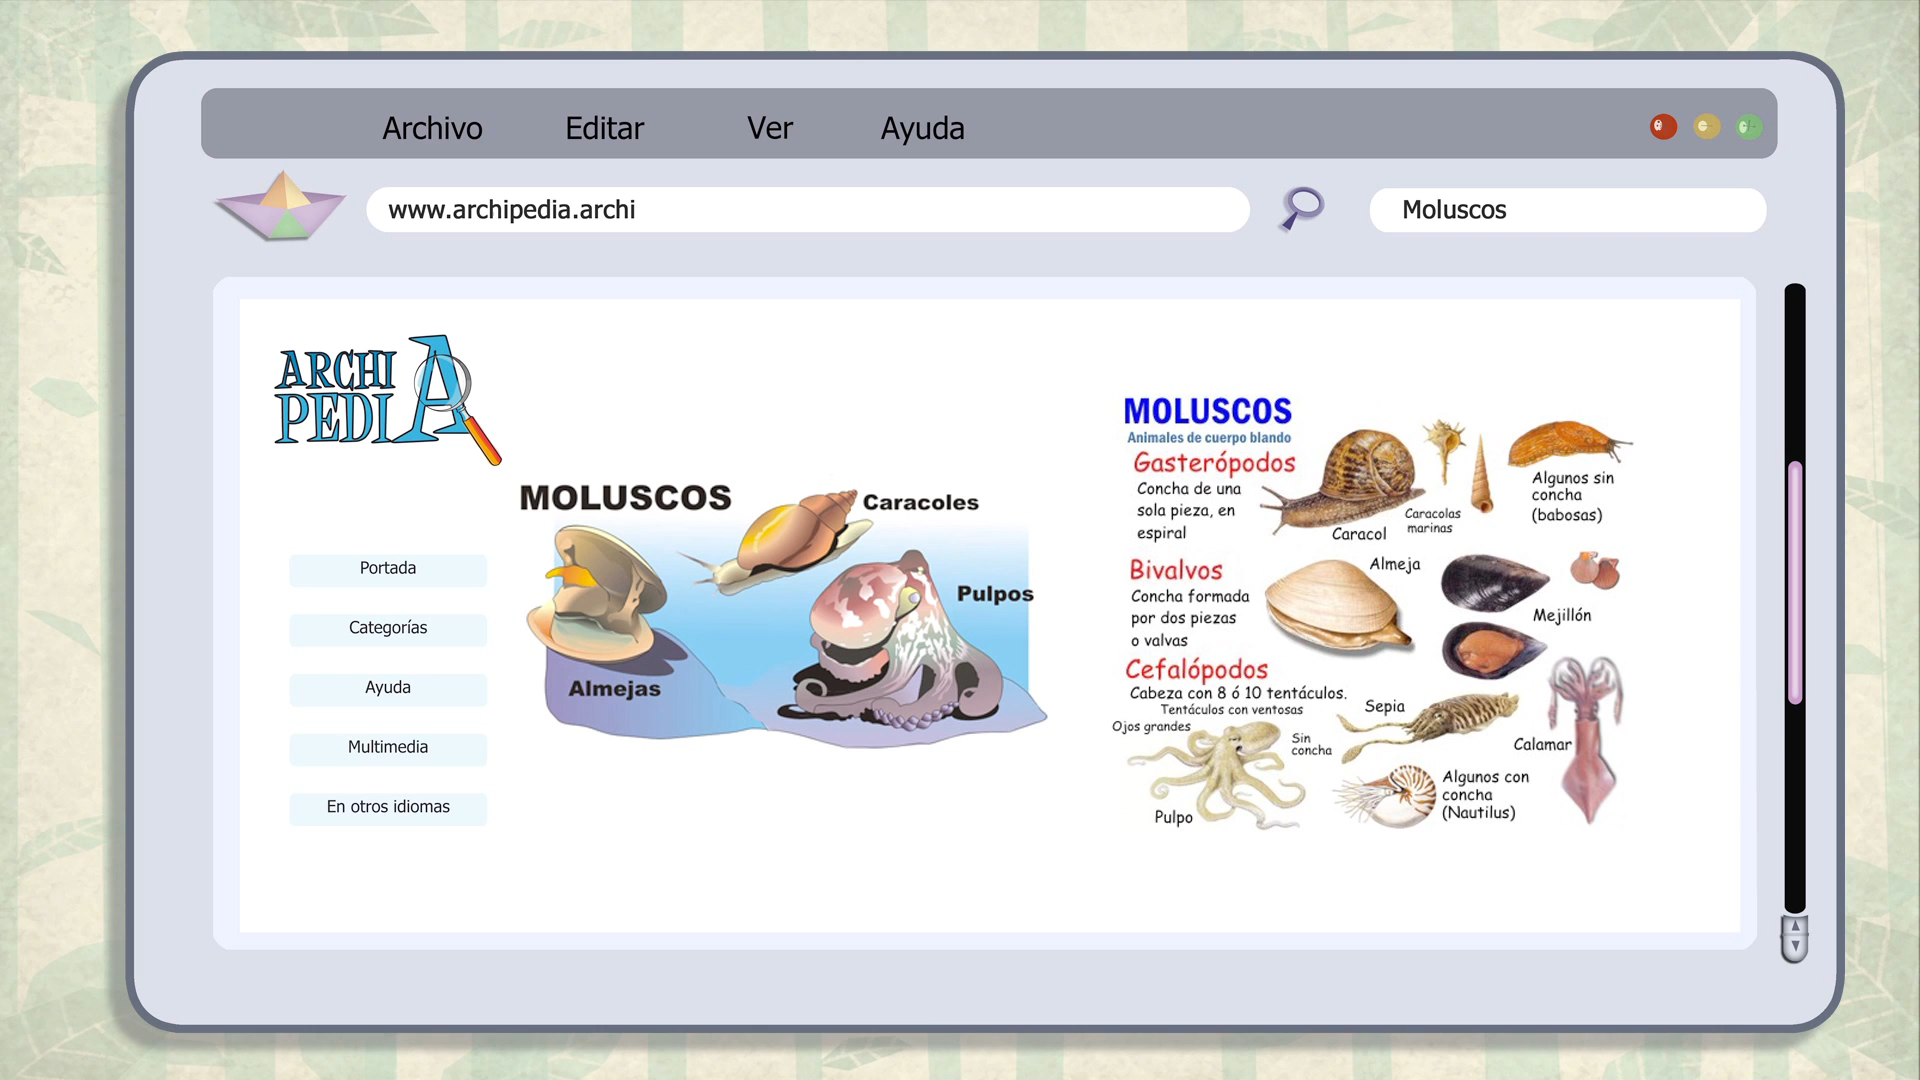 Archivo Editar Ver Ayuda
www.archipedia.archi
Moluscos
ARCHI
PEDIA
Portada
Categorías
Ayuda
Multimedia
En otros idiomas
MOLUSCOS
Caracoles
Pulpos
Almejas
MOLUSCOS
Animales de cuerpo blando
Gasterópodos
Concha de una
sola pieza, en
espiral
Caracol
Caracolas
marinas
Algunos sin
concha
(babosas)
Bivalvos
Concha formada
por dos piezas
o valvas
Almeja
Mejillón
Cefalópodos
Cabeza con 8 ó 10 tentáculos.
Tentáculos con ventosas
Ojos grandes
Sin
concha
Pulpo
Sepia
Calamar
Algunos con
concha
(Nautilus)